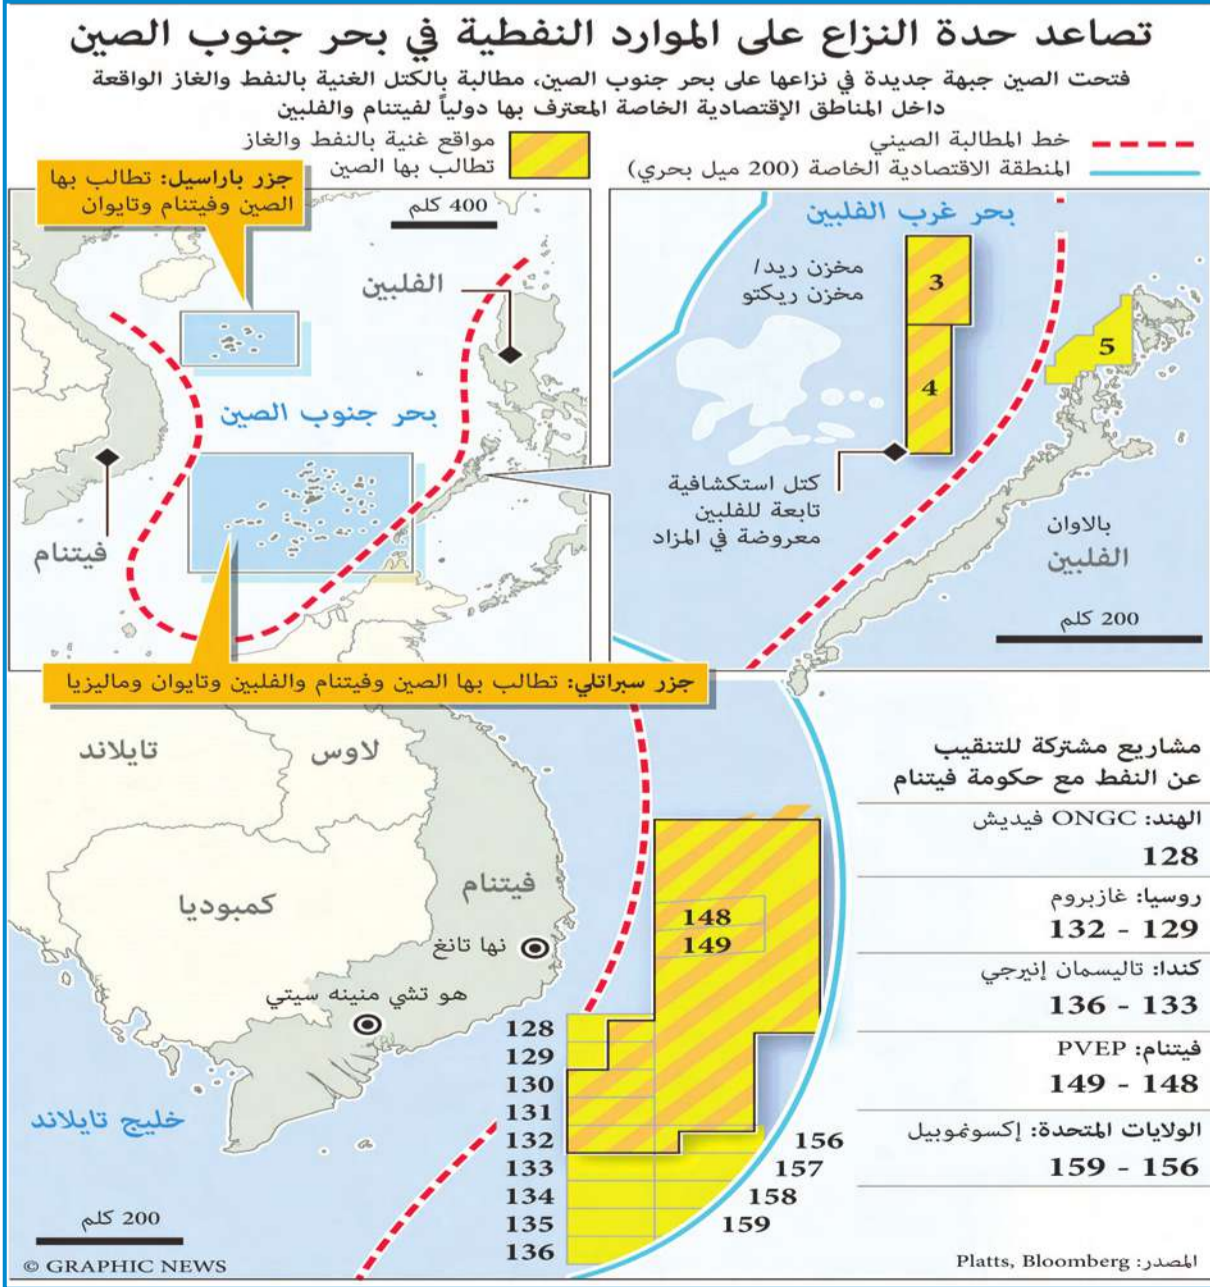 تصاعد حدة النزاع على الموارد النفطية في بحر جنوب الصين
فتحت الصين جبهة جديدة في نزاعها على بحر جنوب الصين، مطالبة بالكتل الغنية بالنفط والغاز الواقعة
داخل المناطق الإقتصادية الخاصة المعترف بها دولياً لفيتنام والفلبين
خط المطالبة الصيني
المنطقة الاقتصادية الخاصة (200 ميل بحري)
مواقع غنية بالنفط والغاز
تطالب بها الصين
جزر باراسيل: تطالب بها
الصين وفيتنام وتايوان
400 كلم
الفلبين
بحر جنوب الصين
فيتنام
بحر غرب الفلبين
مخزن ريد/
مخزن ريكتو
3
4
5
كتل استكشافية
تابعة للفلبين
معروضة في المزاد
بالاوان
الفلبين
200 كلم
جزر سبراتلي: تطالب بها الصين وفيتنام والفلبين وتايوان وماليزيا
تايلاند
لاوس
كمبوديا
فيتنام
نها تانغ
هو تشي منينه سيتي
خليج تايلاند
148
149
128
129
130
131
132
133
134
135
136
156
157
158
159
200 كلم
مشاريع مشتركة للتنقيب
عن النفط مع حكومة فيتنام
الهند: ONGC فيديش
128
روسيا: غازبروم
129 - 132
كندا: تاليسمان إنيرجي
133 - 136
فيتنام: PVEP
148 - 149
الولايات المتحدة: إكسونموبيل
156 - 159
المصدر: Platts, Bloomberg
© GRAPHIC NEWS